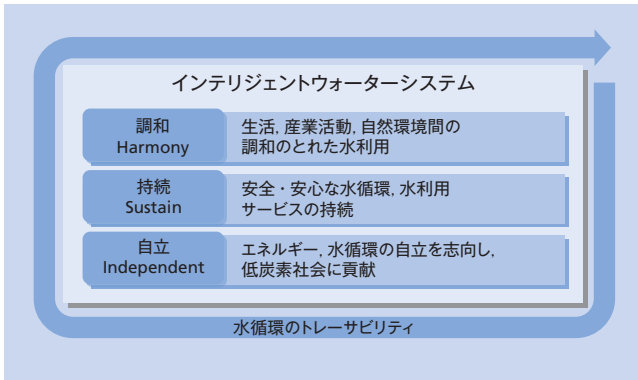 インテリジェントウォーターシステム
調和
Harmony
生活, 産業活動, 自然環境間の
調和のとれた水利用
持続
Sustain
安全・安心な水循環, 水利用
サービスの持続
自立
Independent
エネルギー, 水循環の自立を志向し,
低炭素社会に貢献
水循環のトレーサビリティ